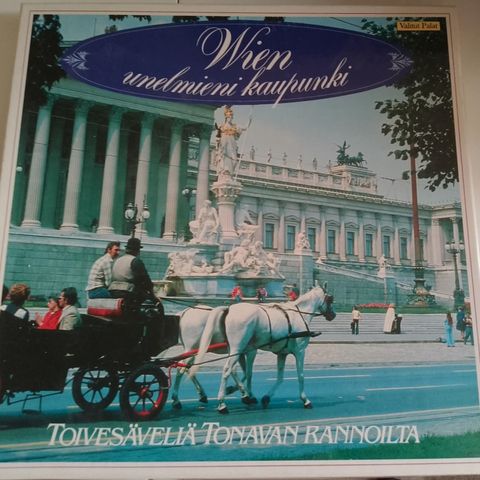 Valitut Palat
Wien
unelmieni kaupunki
TOIVESÄVELIÄ TONAVAN RANNOILTA